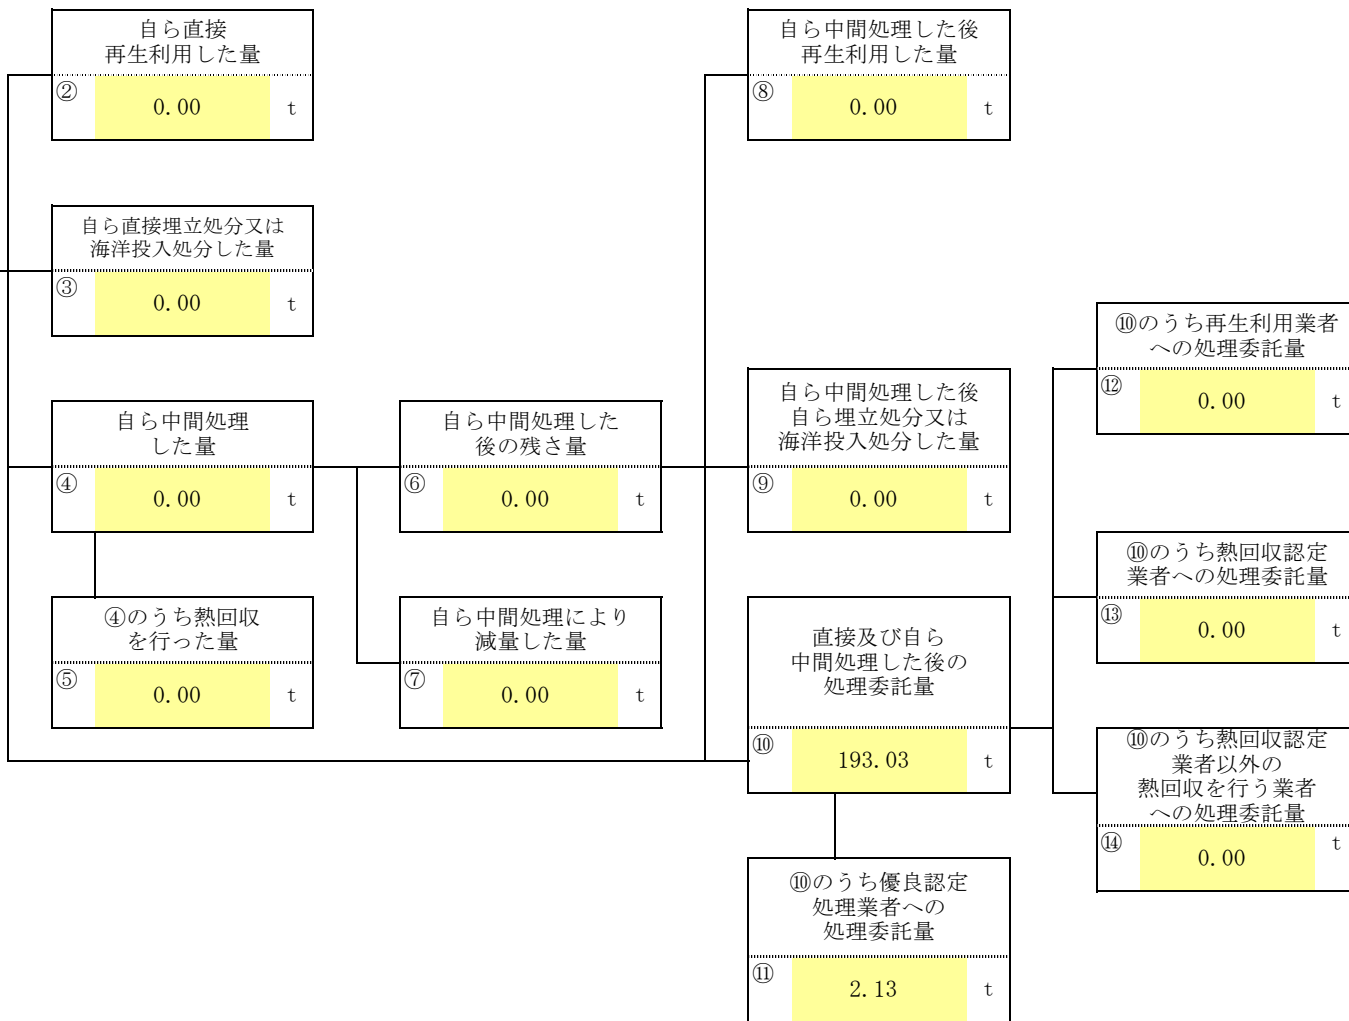 自ら直接
再生利用した量
② 0.00 t
自ら中間処理した後
再生利用した量
⑧ 0.00 t
自ら直接埋立処分又は
海洋投入処分した量
③ 0.00 t
⑩のうち再生利用業者
への処理委託量
⑫ 0.00 t
自ら中間処理
した量
④ 0.00 t
自ら中間処理した
後の残さ量
⑥ 0.00 t
自ら中間処理した後
自ら埋立処分又は
海洋投入処分した量
⑨ 0.00 t
⑩のうち熱回収認定
業者への処理委託量
⑬ 0.00 t
④のうち熱回収
を行った量
⑤ 0.00 t
自ら中間処理により
減量した量
⑦ 0.00 t
直接及び自ら
中間処理した後の
処理委託量
⑩ 193.03 t
⑩のうち熱回収認定
業者以外の
熱回収を行う業者
への処理委託量
⑭ 0.00 t
⑩のうち優良認定
処理業者への
処理委託量
⑪ 2.13 t